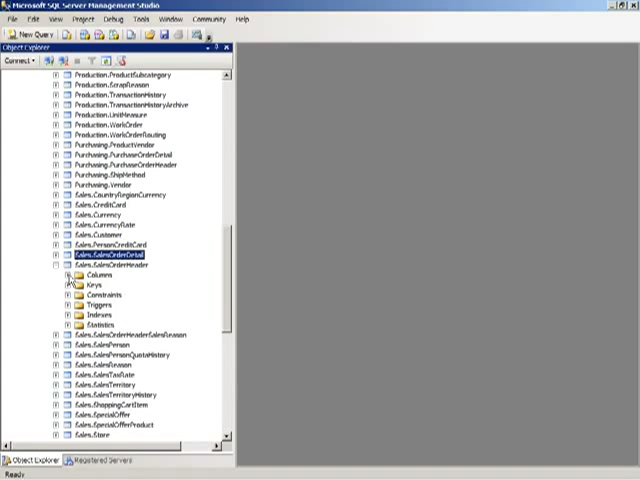 Microsoft SQL Server Management Studio
File Edit View Project Debug Tools Window Community Help
New Query
Object Explorer
Connect
Production.ProductSubcategory
Production.ScrapReason
Production.TransactionHistory
Production.TransactionHistoryArchive
Production.UnitMeasure
Production.WorkOrder
Production.WorkOrderRouting
Purchasing.ProductVendor
Purchasing.PurchaseOrderDetail
Purchasing.PurchaseOrderHeader
Purchasing.ShipMethod
Purchasing.Vendor
Sales.CountryRegionCurrency
Sales.CreditCard
Sales.Currency
Sales.CurrencyRate
Sales.Customer
Sales.PersonCreditCard
Sales.SalesOrderDetail
Sales.SalesOrderHeader
Columns
Keys
Constraints
Triggers
Indexes
Statistics
Sales.SalesOrderHeaderSalesReason
Sales.SalesPerson
Sales.SalesPersonQuotaHistory
Sales.SalesReason
Sales.SalesTaxRate
Sales.SalesTerritory
Sales.SalesTerritoryHistory
Sales.ShoppingCartItem
Sales.SpecialOffer
Sales.SpecialOfferProduct
Sales.Store
Object Explorer Registered Servers
Ready